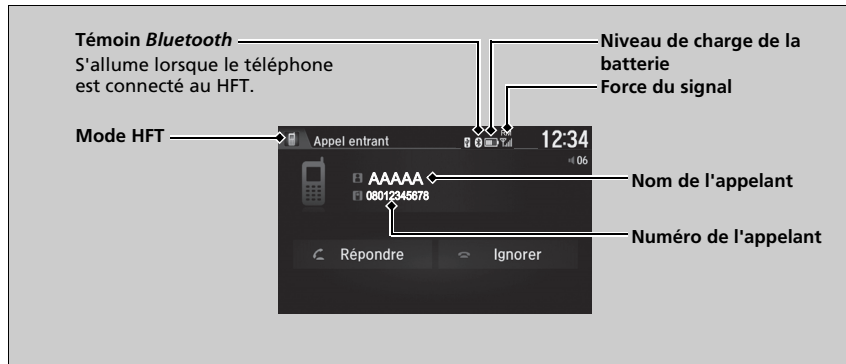 Témoin Bluetooth
S'allume lorsque le téléphone
est connecté au HFT.
Mode HFT
Niveau de charge de la
batterie
Force du signal
Appel entrant
12:34
06
AAAAA
08012345678
Nom de l'appelant
Numéro de l'appelant
Répondre
Ignorer